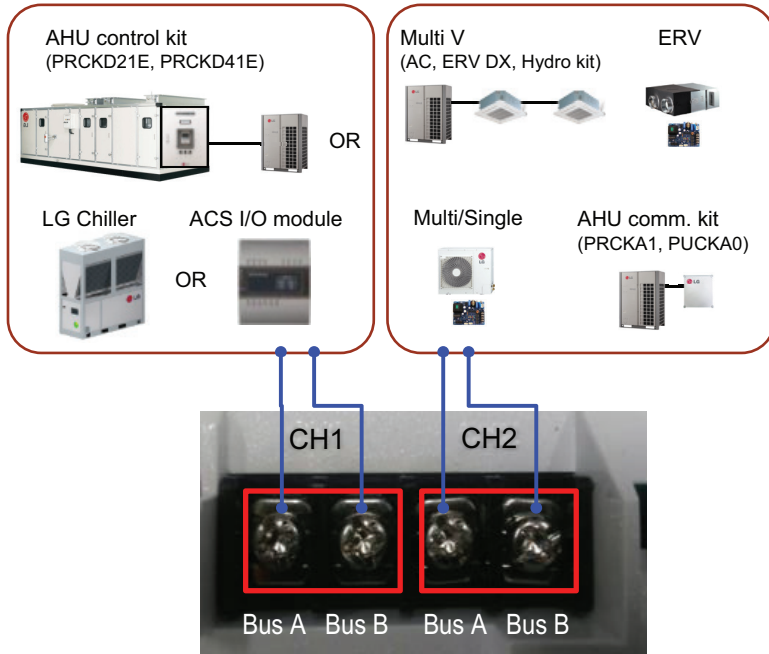 AHU control kit
(PRCKD21E, PRCKD41E)
OR
LG Chiller
OR
ACS I/O module
Multi V
(AC, ERV DX, Hydro kit)
ERV
Multi/Single
AHU comm. kit
(PRCKA1, PUCKA0)
LG
CH1
CH2
Bus A
Bus B
Bus A
Bus B